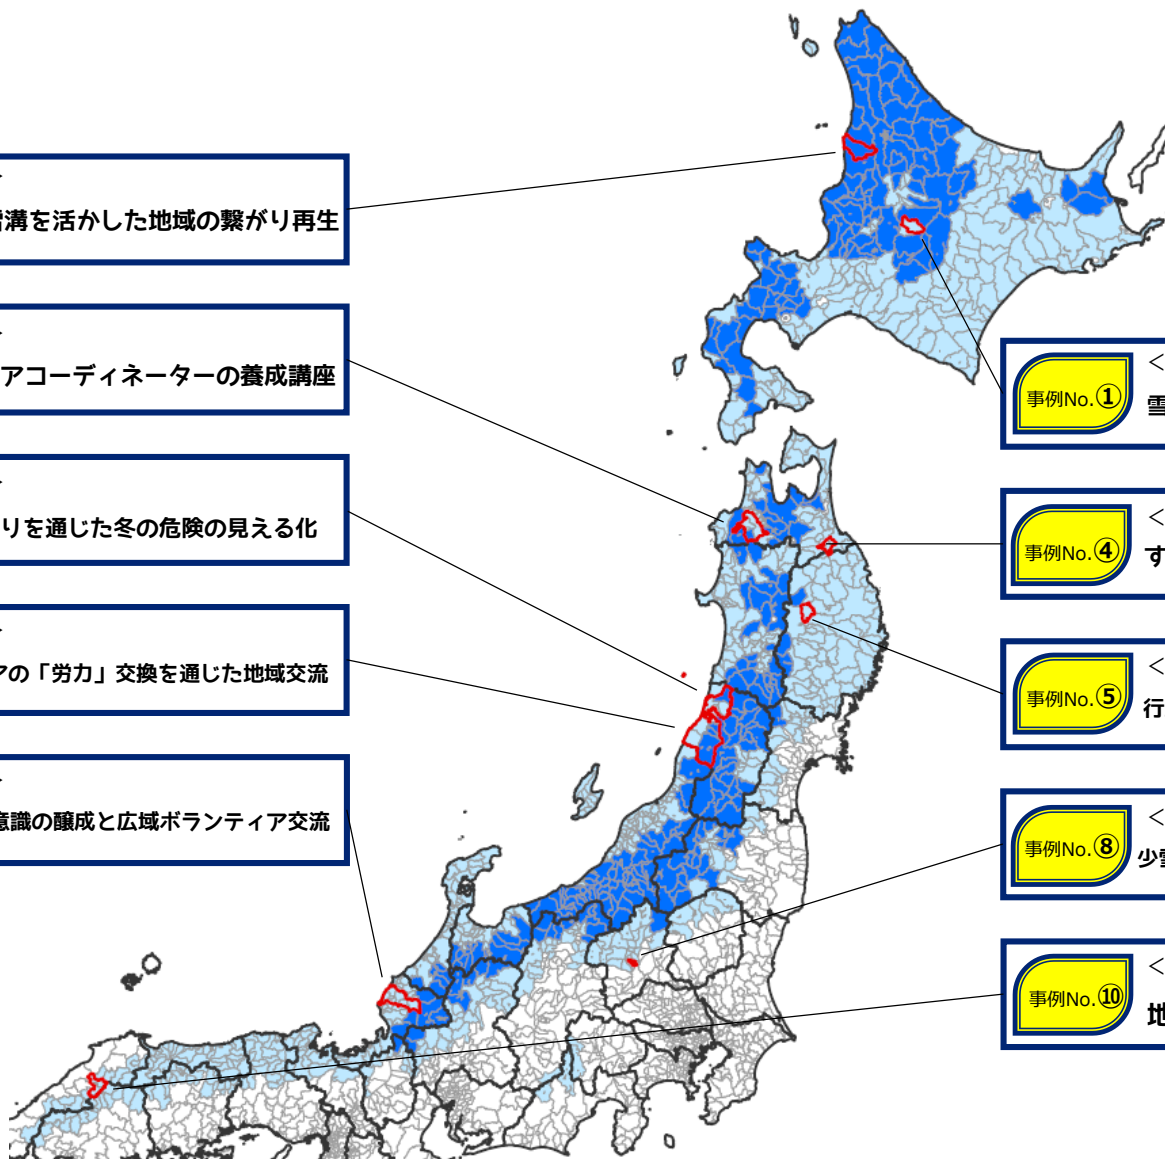 雪溝を活かした地域の繋がり再生
アコーディネーターの養成講座
りを通じた冬の危険の見える化
アの「労力」交換を通じた地域交流
意識の醸成と広域ボランティア交流
事例No.①
<
雪
事例No.④
<
す
事例No.⑤
<
行
事例No.⑧
<
少雪
事例No.⑩
<
地